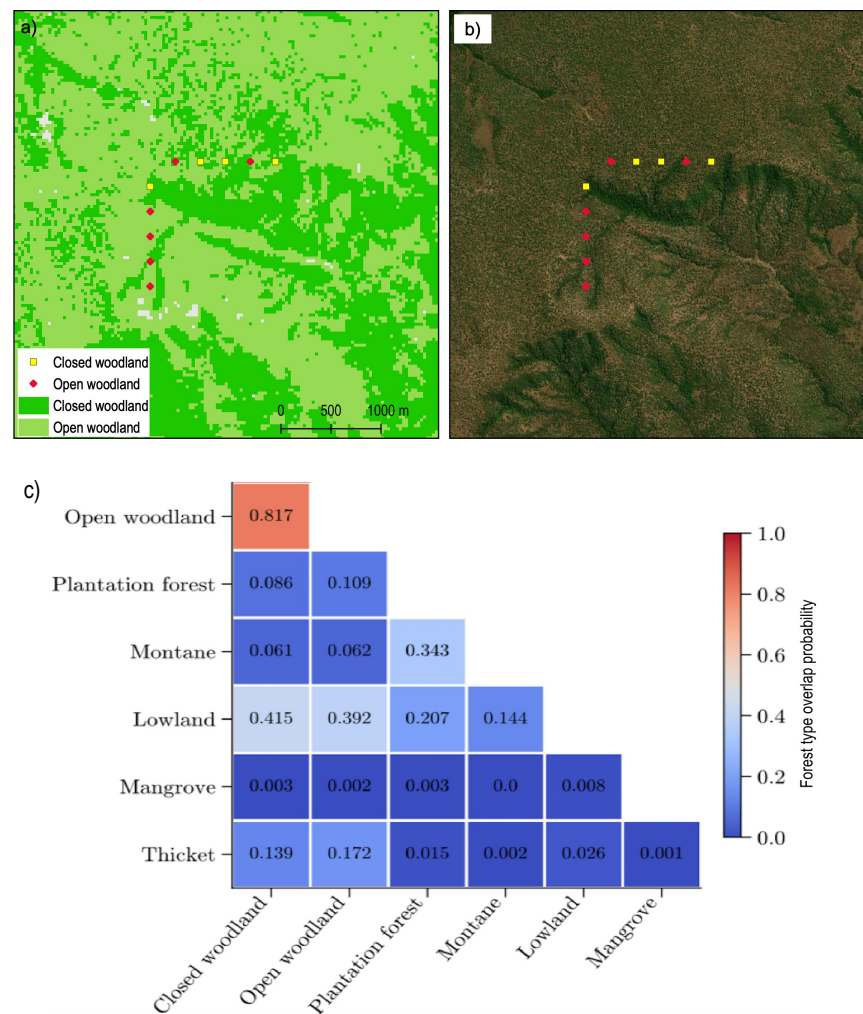 a)
b)
Closed woodland
Open woodland
Closed woodland
Open woodland
0 500 1000 m
c)
Open woodland 0.817
Plantation forest 0.086 0.109
Montane 0.061 0.062 0.343
Lowland 0.415 0.392 0.207 0.144
Mangrove 0.003 0.002 0.003 0.0 0.008
Thicket 0.139 0.172 0.015 0.002 0.026 0.001
Closed woodland
Open woodland
Plantation forest
Montane
Lowland
Mangrove
1.0
0.8
0.6
0.4
0.2
0.0
Forest type overlap probability